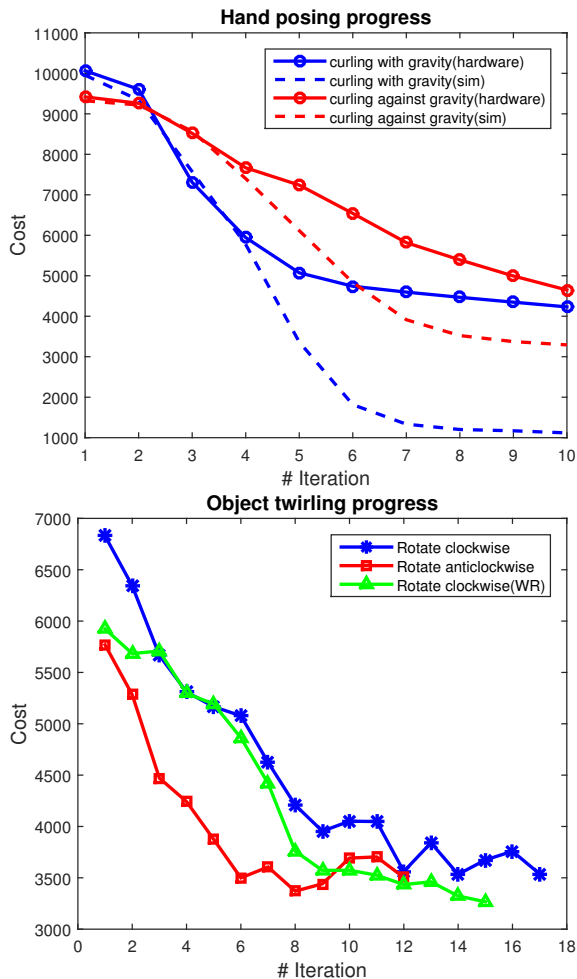 Hand posing progress
11000
10000
9000
8000
7000
6000
5000
4000
3000
2000
1000
Cost
curling with gravity(hardware)
curling with gravity(sim)
curling against gravity(hardware)
curling against gravity(sim)
1 2 3 4 5 6 7 8 9 10
# Iteration
Object twirling progress
7000
6500
6000
5500
5000
4500
4000
3500
3000
Cost
Rotate clockwise
Rotate anticlockwise
Rotate clockwise(WR)
0 2 4 6 8 10 12 14 16 18
# Iteration